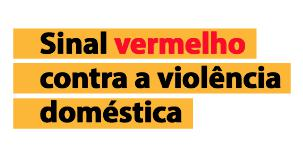 Sinal vermelho
contra a violência
doméstica